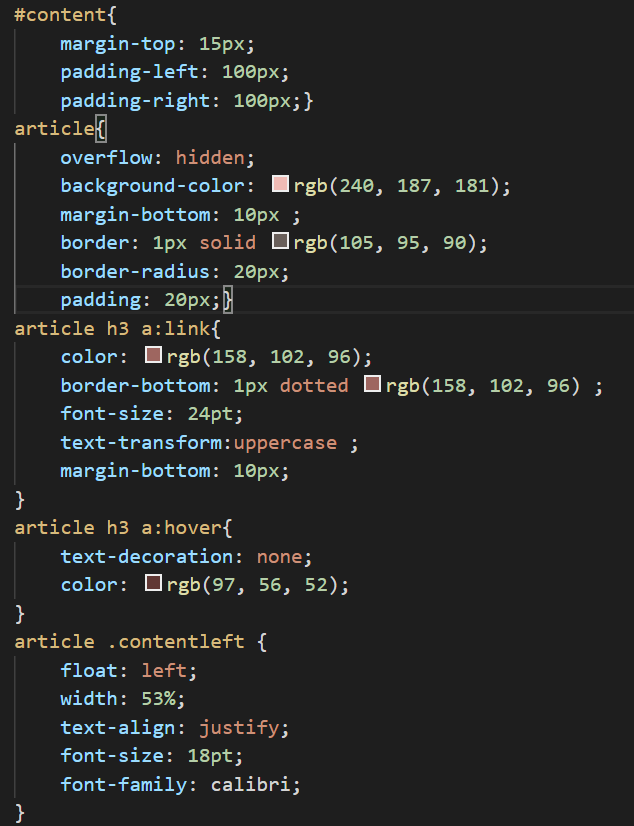 #content{
    margin-top: 15px;
    padding-left: 100px;
    padding-right: 100px;}
article{
    overflow: hidden;
    background-color: rgb(240, 187, 181);
    margin-bottom: 10px ;
    border: 1px solid rgb(105, 95, 90);
    border-radius: 20px;
    padding: 20px;}
article h3 a:link{
    color: rgb(158, 102, 96);
    border-bottom: 1px dotted rgb(158, 102, 96) ;
    font-size: 24pt;
    text-transform:uppercase ;
    margin-bottom: 10px;
}
article h3 a:hover{
    text-decoration: none;
    color: rgb(97, 56, 52);
}
article .contentleft {
    float: left;
    width: 53%;
    text-align: justify;
    font-size: 18pt;
    font-family: calibri;
}